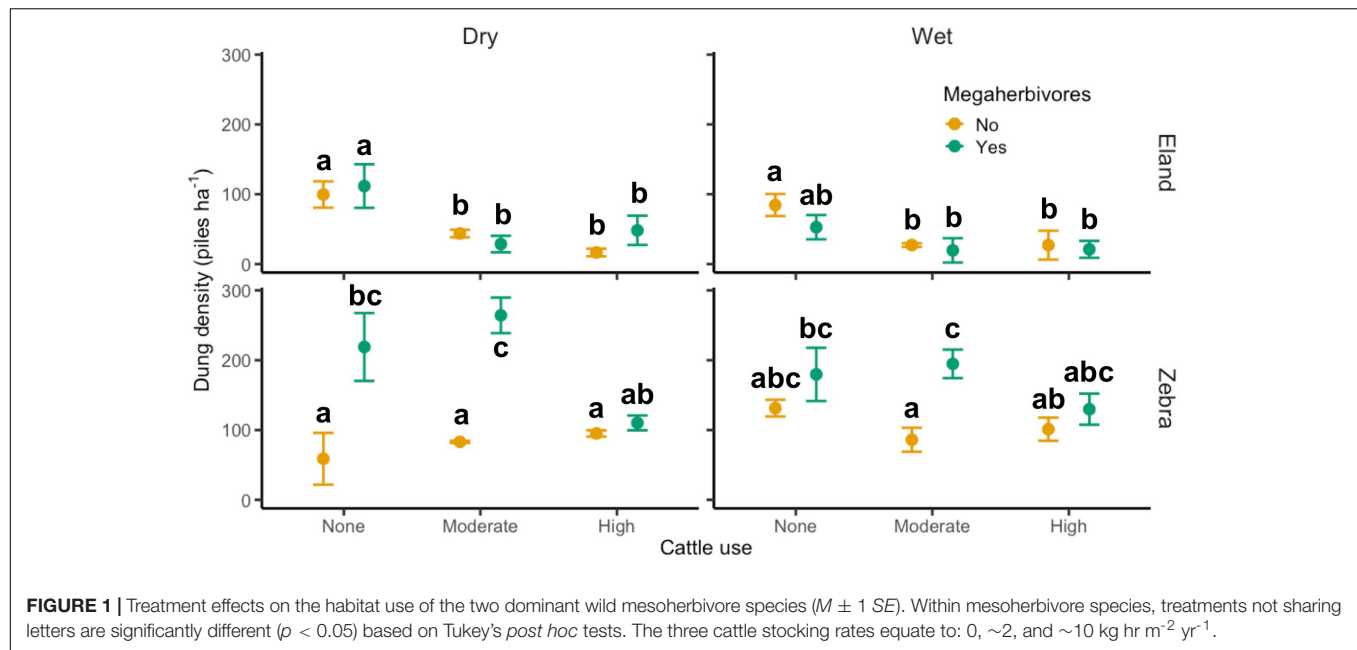 Dry
Wet
300
200
100
0
a
a
b
b
b
b
Megaherbivores
No
Yes
a
ab
b
b
b
b
Eland
Dung density (piles ha⁻¹)
300
200
100
0
a
bc
a
c
a
ab
abc
bc
a
c
ab
abc
Zebra
None
Moderate
High
None
Moderate
High
Cattle use
FIGURE 1 | Treatment effects on the habitat use of the two dominant wild mesoherbivore species (M ± 1 SE). Within mesoherbivore species, treatments not sharing
letters are significantly different (p < 0.05) based on Tukey's post hoc tests. The three cattle stocking rates equate to: 0, ~2, and ~10 kg hr m⁻² yr⁻¹.